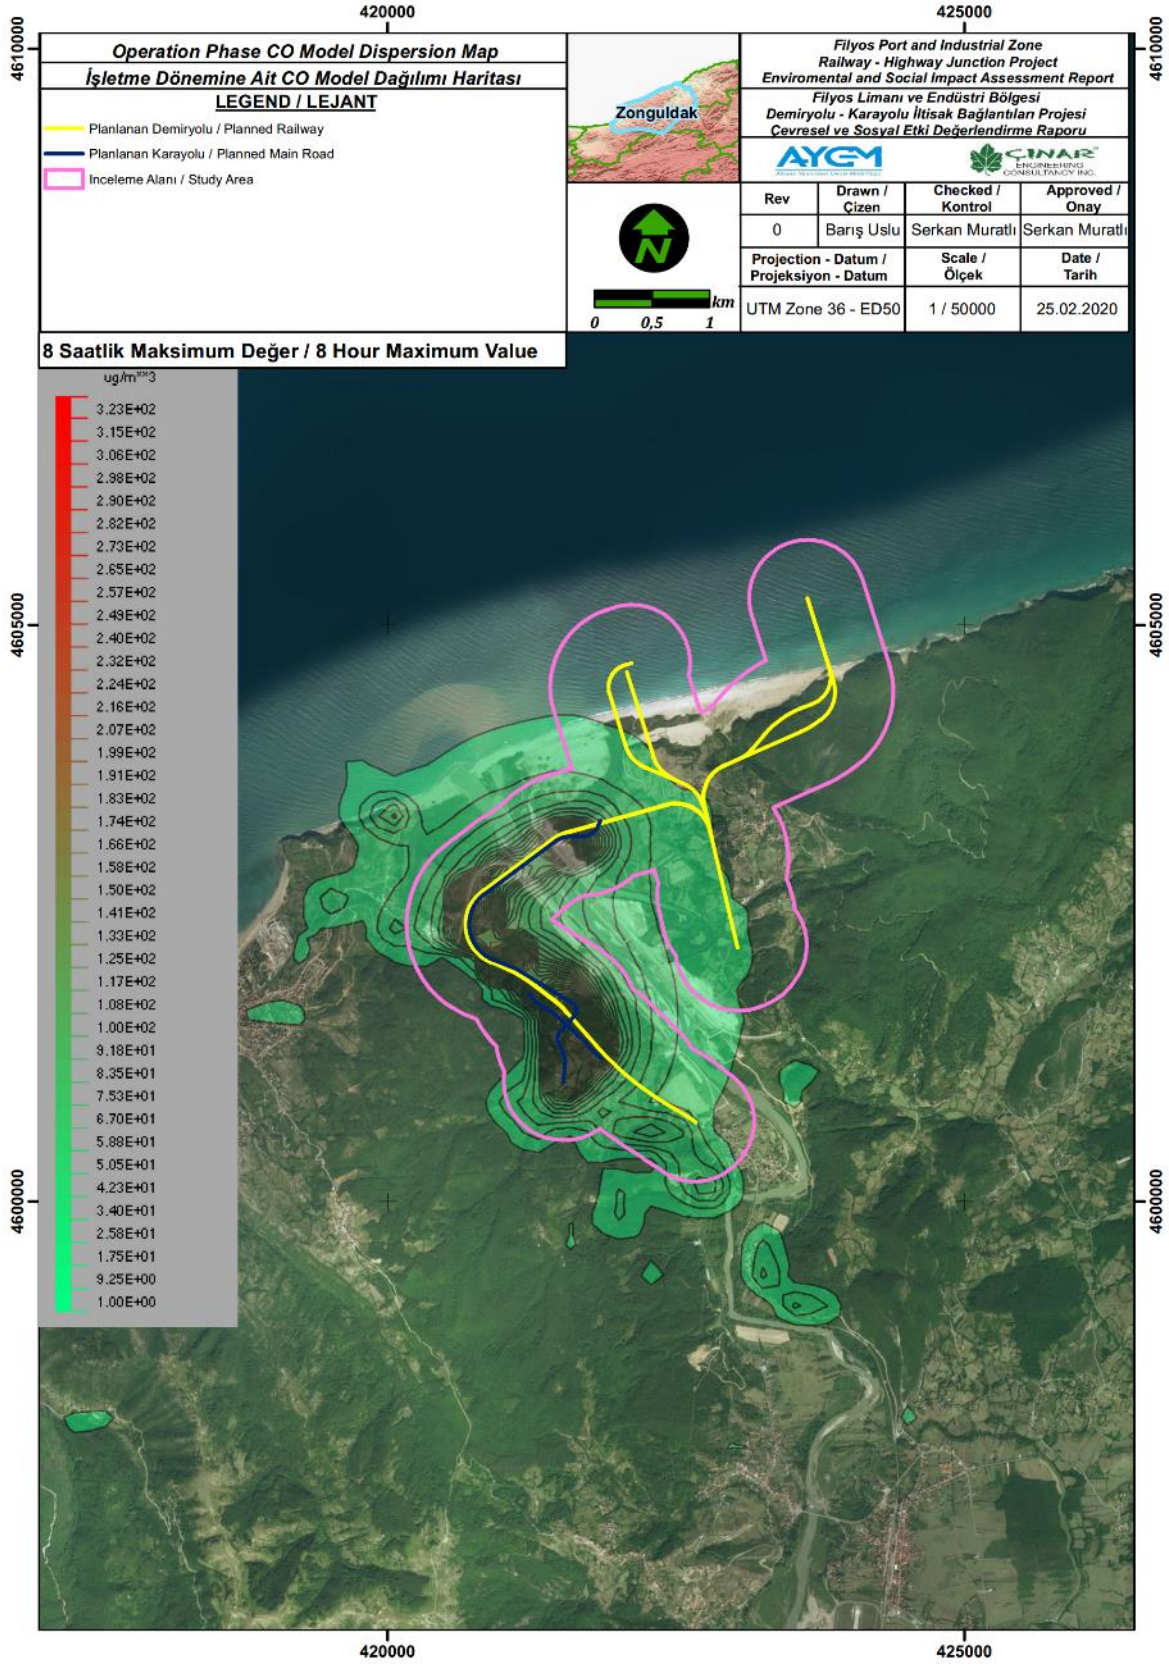 420000
425000
4610000
4610000
Operation Phase CO Model Dispersion Map
İşletme Dönemine Ait CO Model Dağılımı Haritası
LEGEND / LEJANT
Planlanan Demiryolu / Planned Railway
Planlanan Karayolu / Planned Main Road
Inceleme Alanı / Study Area
Zonguldak
N
km
0 0,5 1
Filyos Port and Industrial Zone
Railway - Highway Junction Project
Enviromental and Social Impact Assessment Report
Filyos Limanı ve Endüstri Bölgesi
Demiryolu - Karayolu İltisak Bağlantıları Projesi
Çevresel ve Sosyal Etki Değerlendirme Raporu
AYGM
ÇINAR
ENGINEERING
CONSULTANCY INC.
Rev
Drawn / Çizen
Checked / Kontrol
Approved / Onay
0
Barış Uslu
Serkan Muratlı
Serkan Muratlı
Projection - Datum /
Projeksiyon - Datum
Scale /
Ölçek
Date /
Tarih
UTM Zone 36 - ED50
1 / 50000
25.02.2020
8 Saatlik Maksimum Değer / 8 Hour Maximum Value
ug/m**3
3.23E+02
3.15E+02
3.06E+02
2.98E+02
2.90E+02
2.82E+02
2.73E+02
2.65E+02
2.57E+02
2.49E+02
2.40E+02
2.32E+02
2.24E+02
2.16E+02
2.07E+02
1.99E+02
1.91E+02
1.83E+02
1.74E+02
1.66E+02
1.58E+02
1.50E+02
1.41E+02
1.33E+02
1.25E+02
1.17E+02
1.08E+02
1.00E+02
9.18E+01
8.35E+01
7.53E+01
6.70E+01
5.88E+01
5.05E+01
4.23E+01
3.40E+01
2.58E+01
1.75E+01
9.25E+00
1.00E+00
4605000
4605000
4600000
4600000
420000
425000